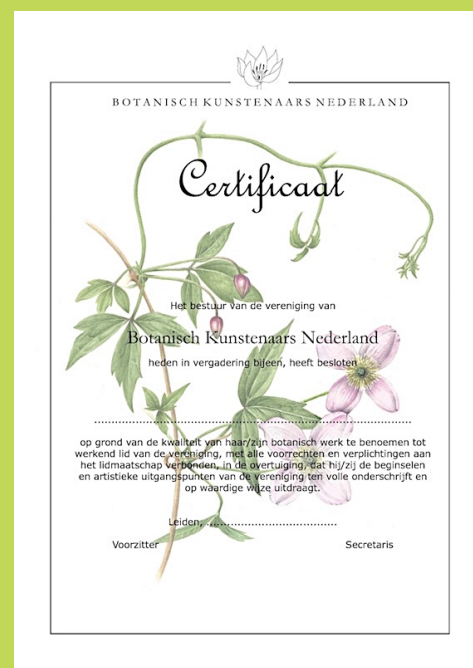 BOTANISCH KUNSTENAARS NEDERLAND
Certificaat
Het bestuur van de vereniging van
Botanisch Kunstenaars Nederland
heden in vergadering bijeen, heeft besloten
op grond van de kwaliteit van haar/zijn botanisch werk te benoemen tot
werkend lid van de vereniging, met alle voorrechten en verplichtingen aan
het lidmaatschap verbonden, in de overtuiging, dat hij/zij de beginselen
en artistieke uitgangspunten van de vereniging ten volle onderschrijft en
op waardige wijze uitdraagt.
Leiden, ......................................
Voorzitter Secretaris